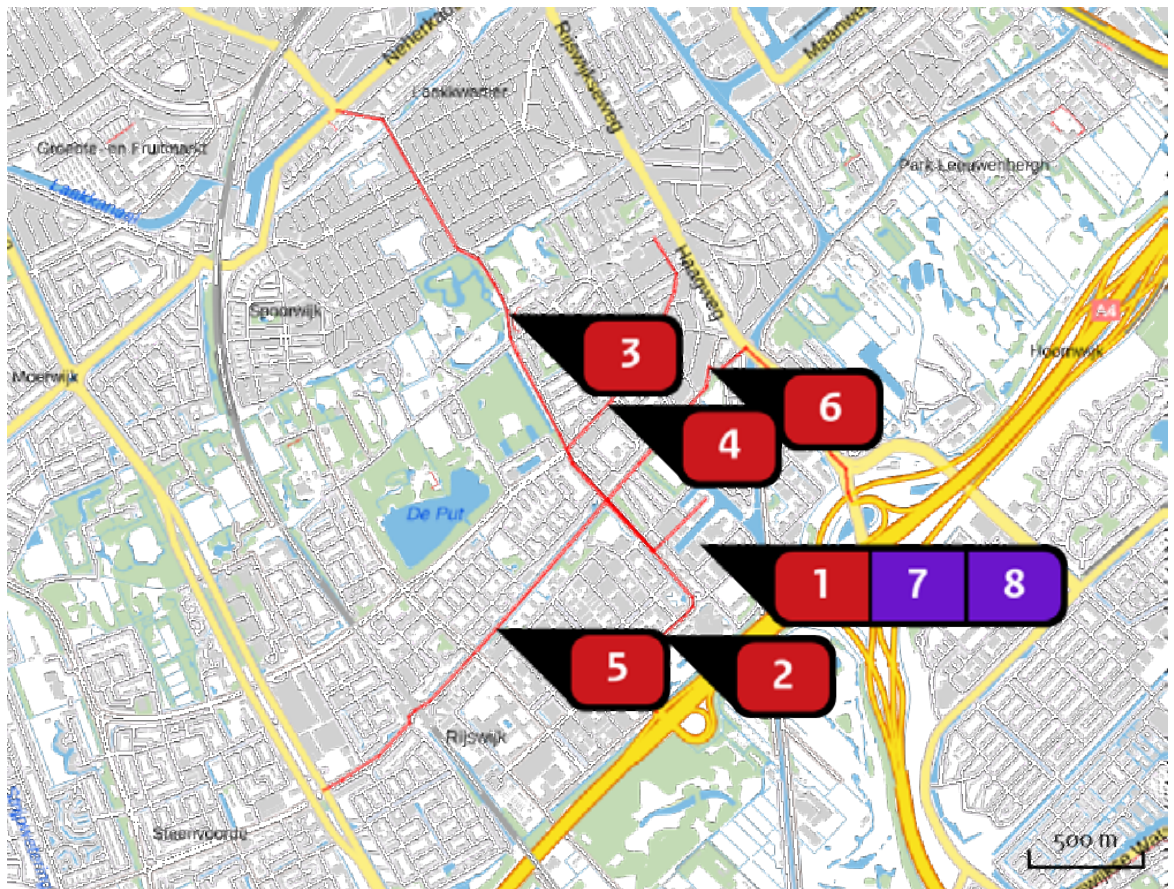 Rijswijkseweg
Laakkwartier
Groente- en Fruitmarkt
Park Leeuwenbergh
Laakkanaal
Haagweg
Spoorwijk
A4
Hoornwijk
Moerwijk
3
6
4
De Put
1 7 8
5
2
Rijswijk
Steenvoorde
500 m